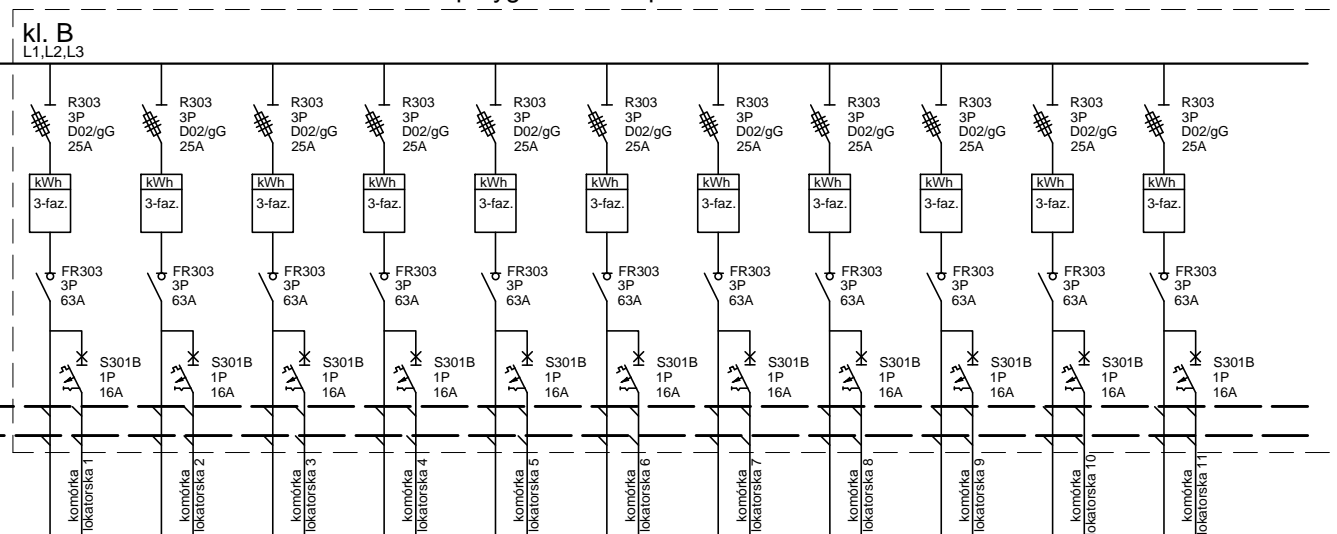 kl. B
L1,L2,L3
R303 R303 R303 R303 R303 R303 R303 R303 R303 R303 R303
3P 3P 3P 3P 3P 3P 3P 3P 3P 3P 3P
D02/gG D02/gG D02/gG D02/gG D02/gG D02/gG D02/gG D02/gG D02/gG D02/gG D02/gG
25A 25A 25A 25A 25A 25A 25A 25A 25A 25A 25A
kWh kWh kWh kWh kWh kWh kWh kWh kWh kWh kWh
3-faz. 3-faz. 3-faz. 3-faz. 3-faz. 3-faz. 3-faz. 3-faz. 3-faz. 3-faz. 3-faz.
FR303 FR303 FR303 FR303 FR303 FR303 FR303 FR303 FR303 FR303 FR303
3P 3P 3P 3P 3P 3P 3P 3P 3P 3P 3P
63A 63A 63A 63A 63A 63A 63A 63A 63A 63A 63A
S301B S301B S301B S301B S301B S301B S301B S301B S301B S301B S301B
1P 1P 1P 1P 1P 1P 1P 1P 1P 1P 1P
16A 16A 16A 16A 16A 16A 16A 16A 16A 16A 16A
komórka
lokatorska 1
komórka
lokatorska 2
komórka
lokatorska 3
komórka
lokatorska 4
komórka
lokatorska 5
komórka
lokatorska 6
komórka
lokatorska 7
komórka
lokatorska 8
komórka
lokatorska 9
komórka
lokatorska 10
komórka
lokatorska 11